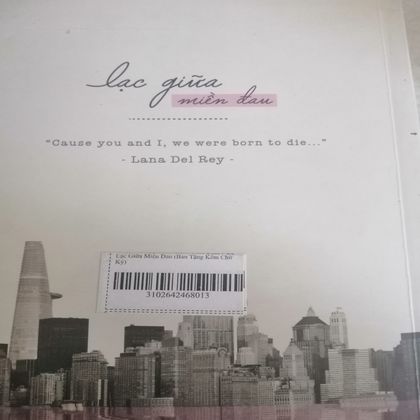 lạc giữa
miền đau
“Cause you and I, we were born to die...”
- Lana Del Rey -
Lạc Giữa Miền Đau (Bản Tặng Kèm Chữ
Ký)
3102642468013